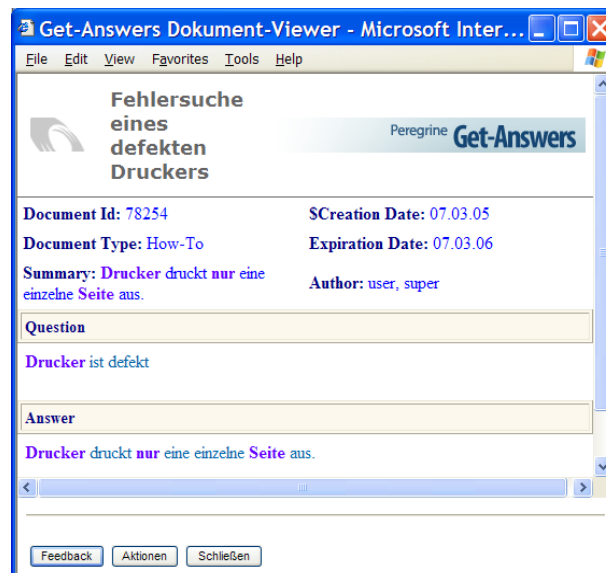 Get-Answers Dokument-Viewer - Microsoft Inter...
File Edit View Favorites Tools Help
Fehlersuche
eines
defekten
Druckers
Peregrine Get-Answers
Document Id: 78254
$Creation Date: 07.03.05
Document Type: How-To
Expiration Date: 07.03.06
Summary: Drucker druckt nur eine
einzelne Seite aus.
Author: user, super
Question
Drucker ist defekt
Answer
Drucker druckt nur eine einzelne Seite aus.
Feedback Aktionen Schließen